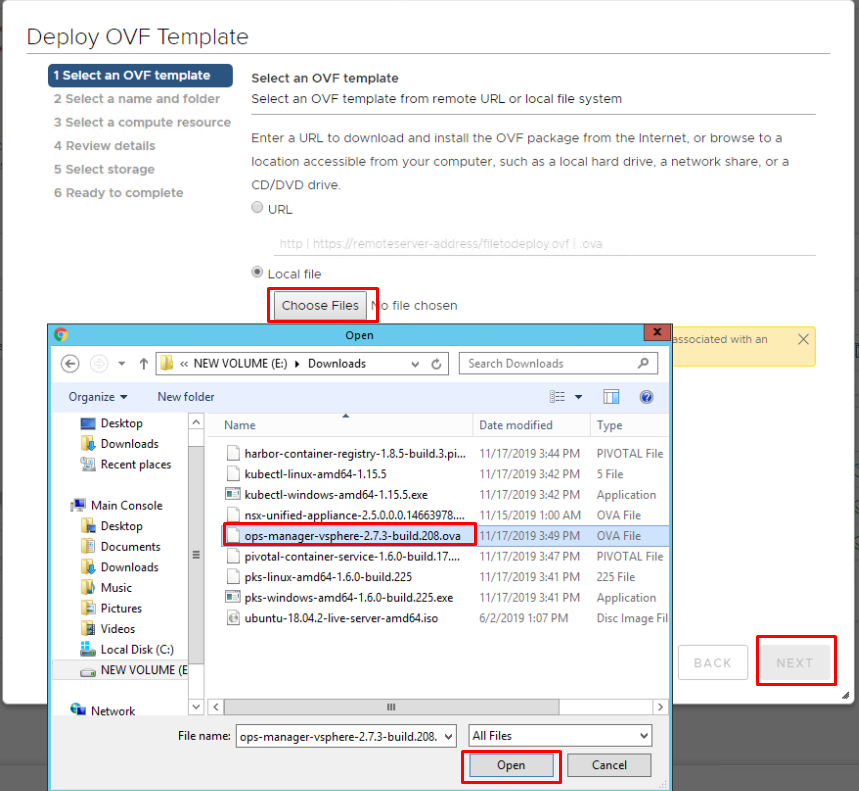 Deploy OVF Template
1 Select an OVF template
2 Select a name and folder
3 Select a compute resource
4 Review details
5 Select storage
6 Ready to complete
Select an OVF template
Select an OVF template from remote URL or local file system
Enter a URL to download and install the OVF package from the Internet, or browse to a
location accessible from your computer, such as a local hard drive, a network share, or a
CD/DVD drive.
URL
http | https://remoteserver-address/filetodeploy.ovf | .ova
Local file
Choose Files No file chosen
associated with an
Open
x
« NEW VOLUME (E:) Downloads
Search Downloads
Organize
New folder
Name Date modified Type
Desktop
Downloads
Recent places
Main Console
Desktop
Documents
Downloads
Music
Pictures
Videos
Local Disk (C:)
NEW VOLUME (E
Network
harbor-container-registry-1.8.5-build.3.pi... 11/17/2019 3:44 PM PIVOTAL File
kubectl-linux-amd64-1.15.5 11/17/2019 3:42 PM 5 File
kubectl-windows-amd64-1.15.5.exe 11/17/2019 3:42 PM Application
nsx-unified-appliance-2.5.0.0.0.14663978.... 11/15/2019 1:00 AM OVA File
ops-manager-vsphere-2.7.3-build.208.ova 11/17/2019 3:49 PM OVA File
pivotal-container-service-1.6.0-build.17.... 11/17/2019 3:47 PM PIVOTAL File
pks-linux-amd64-1.6.0-build.225 11/17/2019 3:41 PM 225 File
pks-windows-amd64-1.6.0-build.225.exe 11/17/2019 3:41 PM Application
ubuntu-18.04.2-live-server-amd64.iso 6/2/2019 1:07 PM Disc Image Fil
File name: ops-manager-vsphere-2.7.3-build.208.
All Files
Open
Cancel
BACK
NEXT